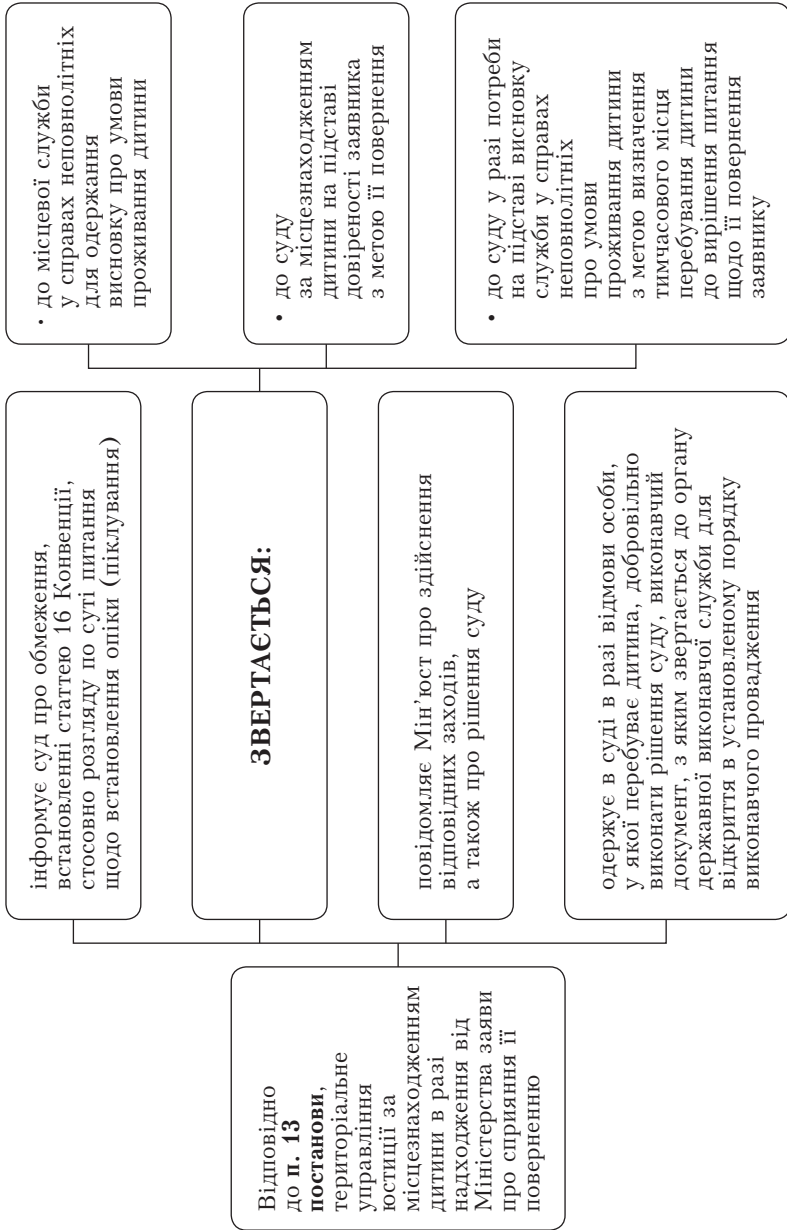 Відповідно
до п. 13
постанови,
територіальне
управління
юстиції за
місцезнаходженням
дитини в разі
надходження від
Міністерства заяви
про сприяння її
поверненню
інформує суд про обмеження,
встановленні статтею 16 Конвенції,
стосовно розгляду по суті питання
щодо встановлення опіки (піклування)
ЗВЕРТАЄТЬСЯ:
повідомляє Мін’юст про здійснення
відповідних заходів,
а також про рішення суду
одержує в суді в разі відмови особи,
у якої перебуває дитина, добровільно
виконати рішення суду, виконавчий
документ, з яким звертається до органу
державної виконавчої служби для
відкриття в установленому порядку
виконавчого провадження
• до місцевої служби
у справах неповнолітніх
для одержання
висновку про умови
проживання дитини
• до суду
за місцезнаходженням
дитини на підставі
довіреності заявника
з метою її повернення
• до суду у разі потреби
на підставі висновку
служби у справах
неповнолітніх
про умови
проживання дитини
з метою визначення
тимчасового місця
перебування дитини
до вирішення питання
щодо її повернення
заявнику